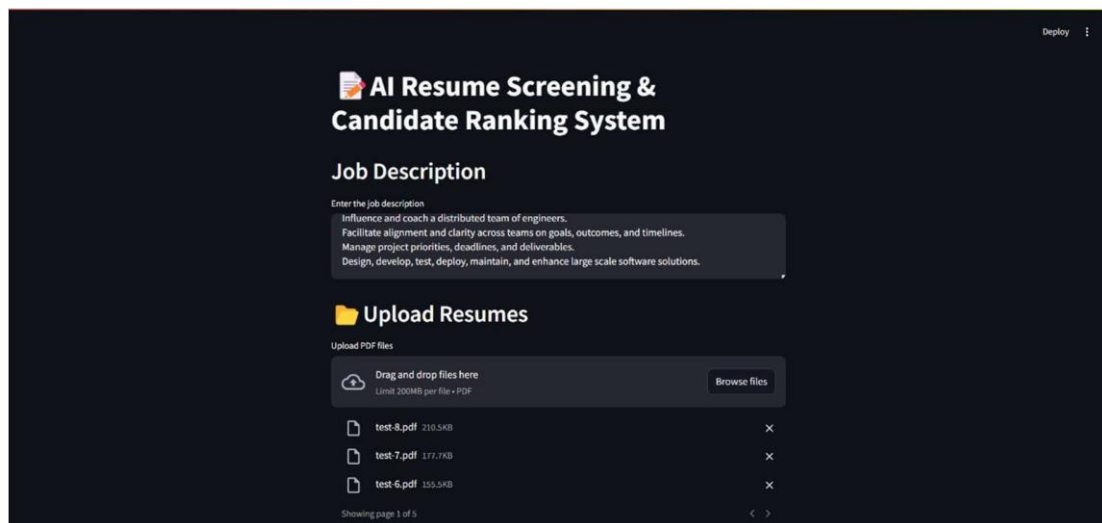 Deploy
AI Resume Screening &
Candidate Ranking System
Job Description
Enter the job description
Influence and coach a distributed team of engineers.
Facilitate alignment and clarity across teams on goals, outcomes, and timelines.
Manage project priorities, deadlines, and deliverables.
Design, develop, test, deploy, maintain, and enhance large scale software solutions.
Upload Resumes
Upload PDF files
Drag and drop files here
Limit 200MB per file • PDF
Browse files
test-8.pdf 210.5KB
test-7.pdf 177.7KB
test-6.pdf 155.5KB
Showing page 1 of 5